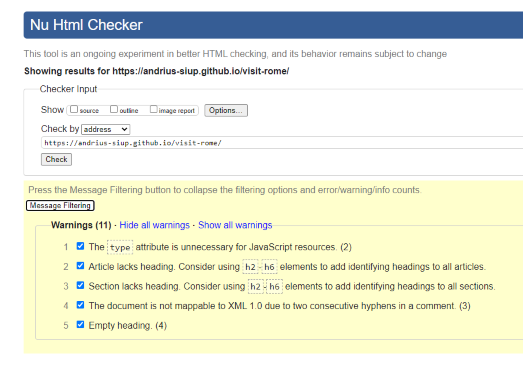 Nu Html Checker
This tool is an ongoing experiment in better HTML checking, and its behavior remains subject to change
Showing results for https://andrius-siup.github.io/visit-rome/
Checker Input
Show source outline image report Options...
Check by address
https://andrius-siup.github.io/visit-rome/
Check
Press the Message Filtering button to collapse the filtering options and error/warning/info counts.
Message Filtering
Warnings (11) · Hide all warnings · Show all warnings
1 The type attribute is unnecessary for JavaScript resources. (2)
2 Article lacks heading. Consider using h2-h6 elements to add identifying headings to all articles.
3 Section lacks heading. Consider using h2-h6 elements to add identifying headings to all sections.
4 The document is not mappable to XML 1.0 due to two consecutive hyphens in a comment. (3)
5 Empty heading. (4)